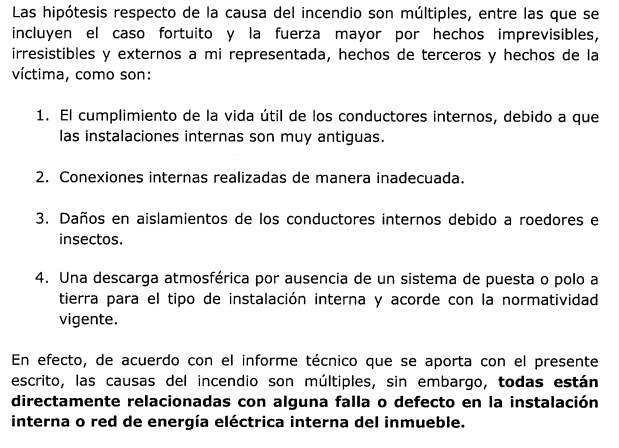 Las hipótesis respecto de la causa del incendio son múltiples, entre las que se
incluyen el caso fortuito y la fuerza mayor por hechos imprevisibles,
irresistibles y externos a mi representada, hechos de terceros y hechos de la
víctima, como son:
1. El cumplimiento de la vida útil de los conductores internos, debido a que
las instalaciones internas son muy antiguas.
2. Conexiones internas realizadas de manera inadecuada.
3. Daños en aislamientos de los conductores internos debido a roedores e
insectos.
4. Una descarga atmosférica por ausencia de un sistema de puesta o polo a
tierra para el tipo de instalación interna y acorde con la normatividad
vigente.
En efecto, de acuerdo con el informe técnico que se aporta con el presente
escrito, las causas del incendio son múltiples, sin embargo, todas están
directamente relacionadas con alguna falla o defecto en la instalación
interna o red de energía eléctrica interna del inmueble.